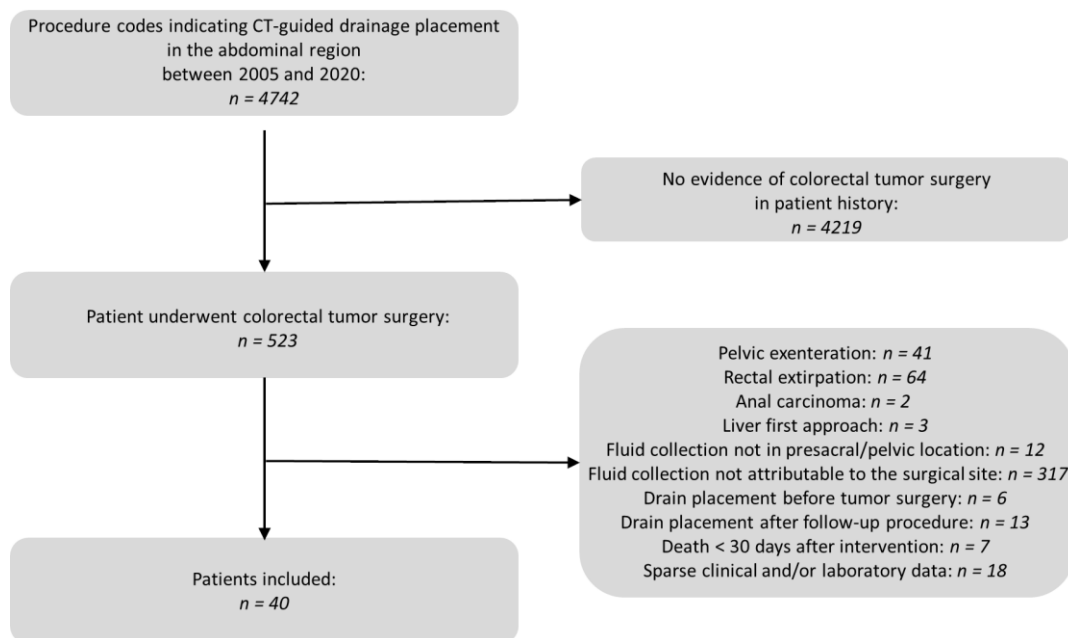 Procedure codes indicating CT-guided drainage placement
in the abdominal region
between 2005 and 2020:
n = 4742
No evidence of colorectal tumor surgery
in patient history:
n = 4219
Patient underwent colorectal tumor surgery:
n = 523
Pelvic exenteration: n = 41
Rectal extirpation: n = 64
Anal carcinoma: n = 2
Liver first approach: n = 3
Fluid collection not in presacral/pelvic location: n = 12
Fluid collection not attributable to the surgical site: n = 317
Drain placement before tumor surgery: n = 6
Drain placement after follow-up procedure: n = 13
Death < 30 days after intervention: n = 7
Sparse clinical and/or laboratory data: n = 18
Patients included:
n = 40